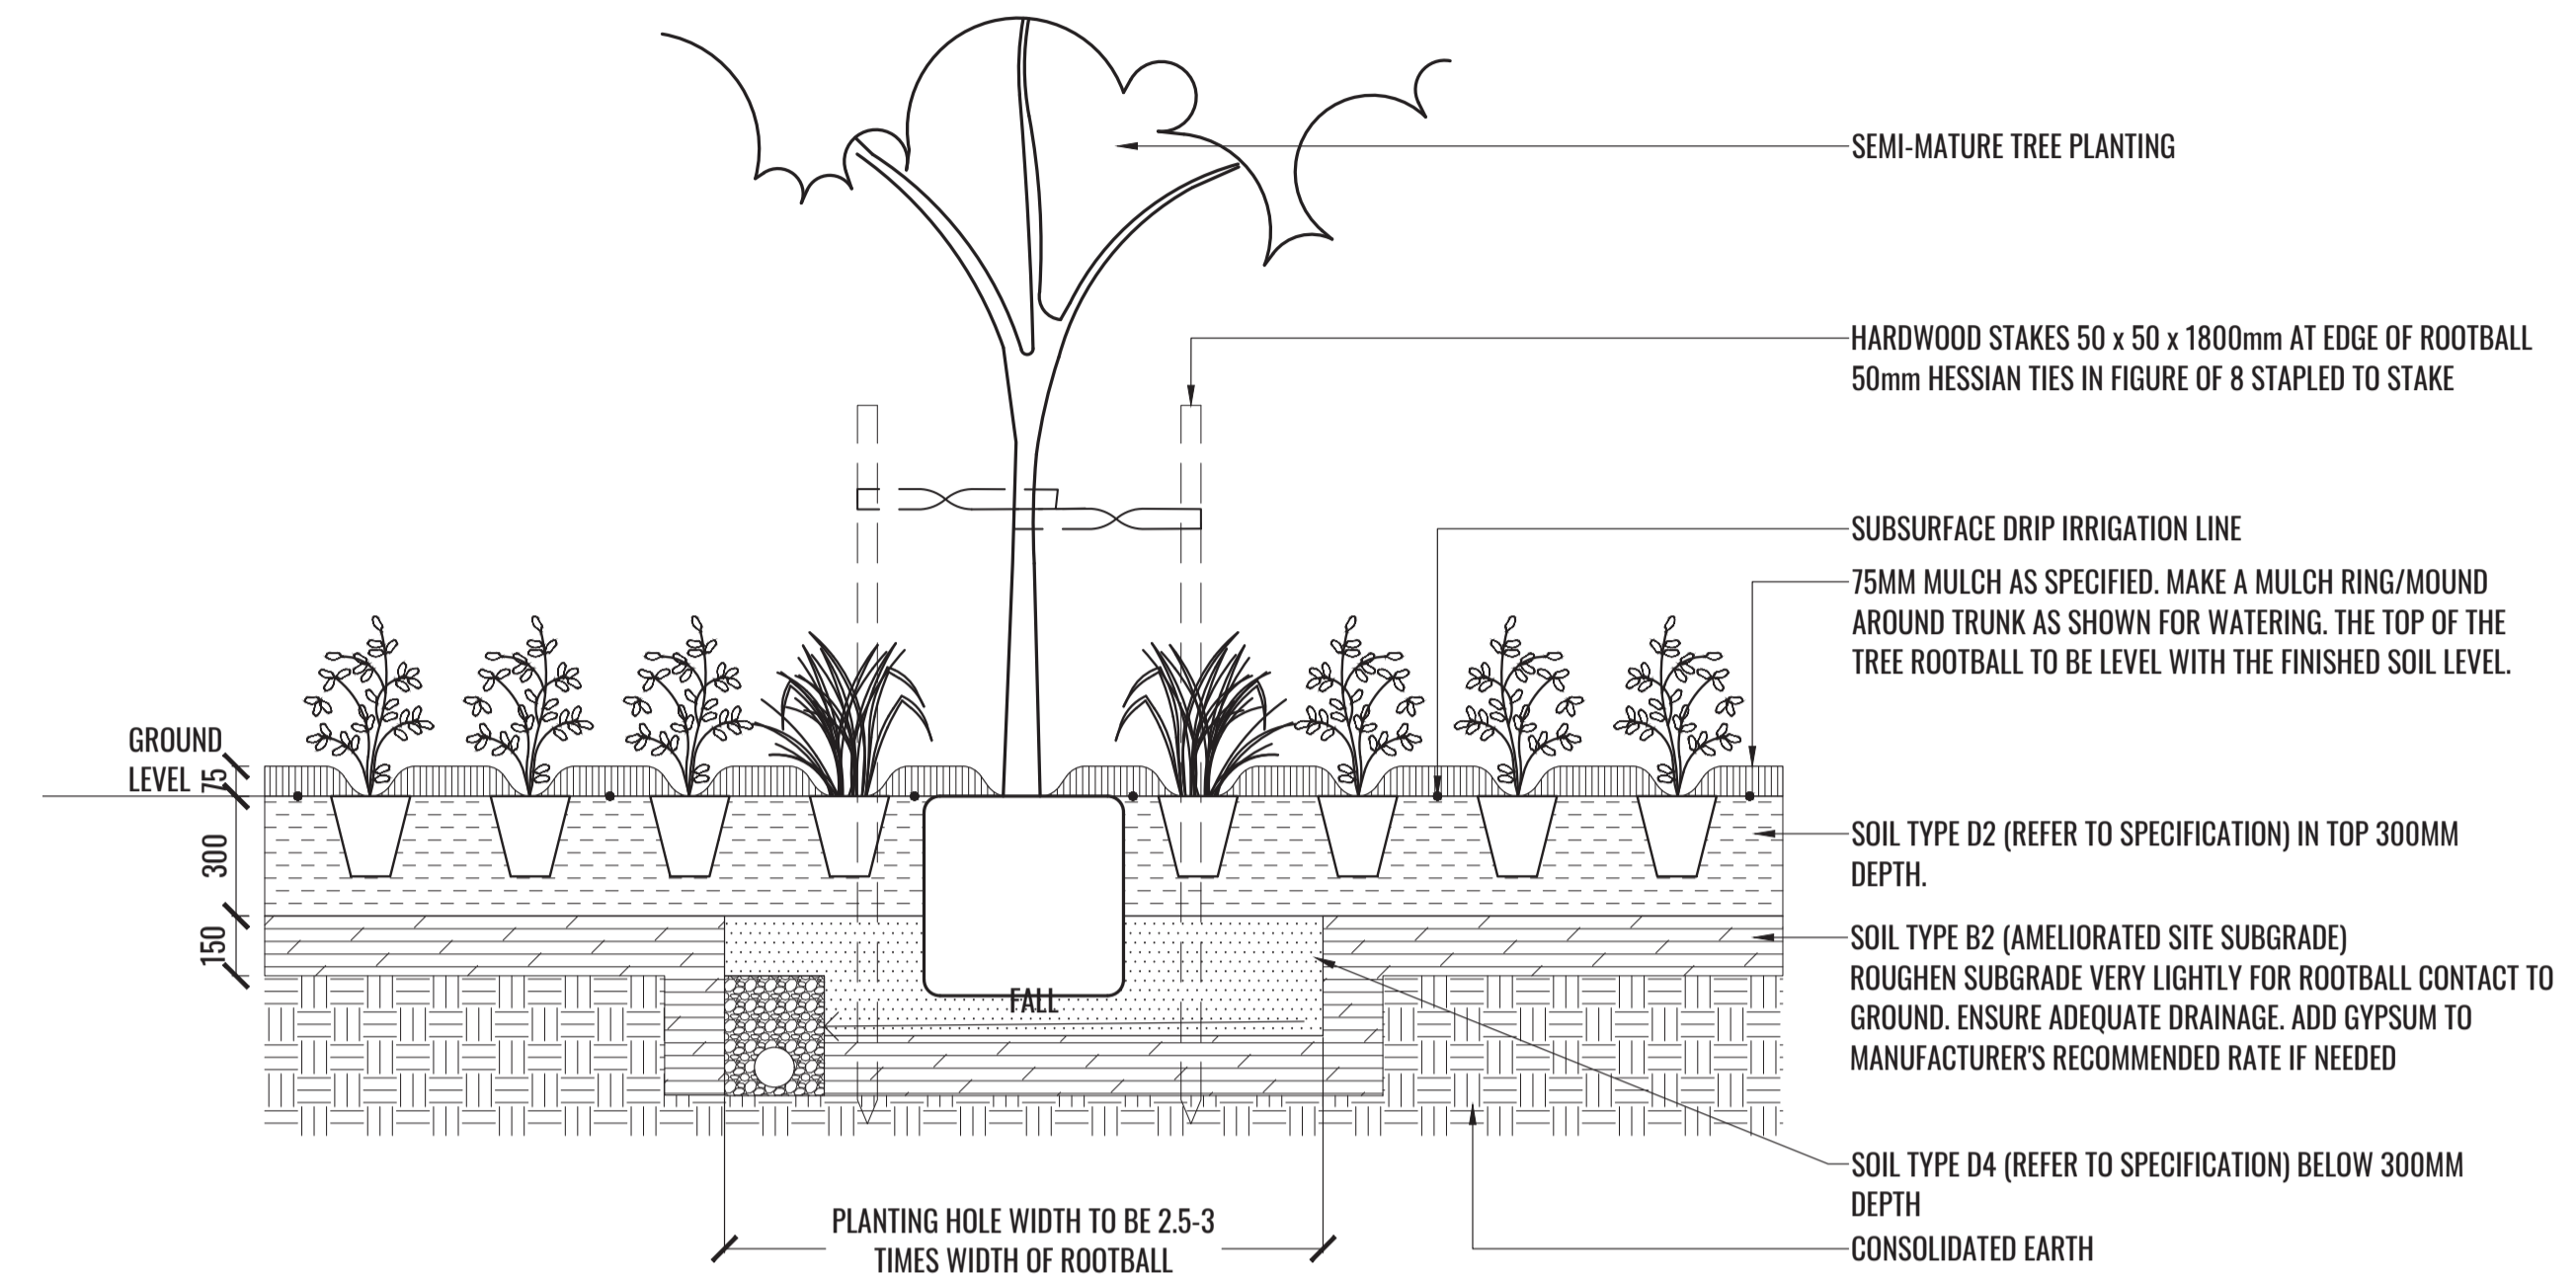 SEMI-MATURE TREE PLANTING
HARDWOOD STAKES 50 x 50 x 1800mm AT EDGE OF ROOTBALL
50mm HESSIAN TIES IN FIGURE OF 8 STAPLED TO STAKE
SUBSURFACE DRIP IRRIGATION LINE
75MM MULCH AS SPECIFIED. MAKE A MULCH RING/MOUND
AROUND TRUNK AS SHOWN FOR WATERING. THE TOP OF THE
TREE ROOTBALL TO BE LEVEL WITH THE FINISHED SOIL LEVEL.
GROUND
LEVEL
75
300
150
SOIL TYPE D2 (REFER TO SPECIFICATION) IN TOP 300MM
DEPTH.
SOIL TYPE B2 (AMELIORATED SITE SUBGRADE)
ROUGHEN SUBGRADE VERY LIGHTLY FOR ROOTBALL CONTACT TO
GROUND. ENSURE ADEQUATE DRAINAGE. ADD GYPSUM TO
MANUFACTURER'S RECOMMENDED RATE IF NEEDED
FALL
SOIL TYPE D4 (REFER TO SPECIFICATION) BELOW 300MM
DEPTH
CONSOLIDATED EARTH
PLANTING HOLE WIDTH TO BE 2.5-3
TIMES WIDTH OF ROOTBALL